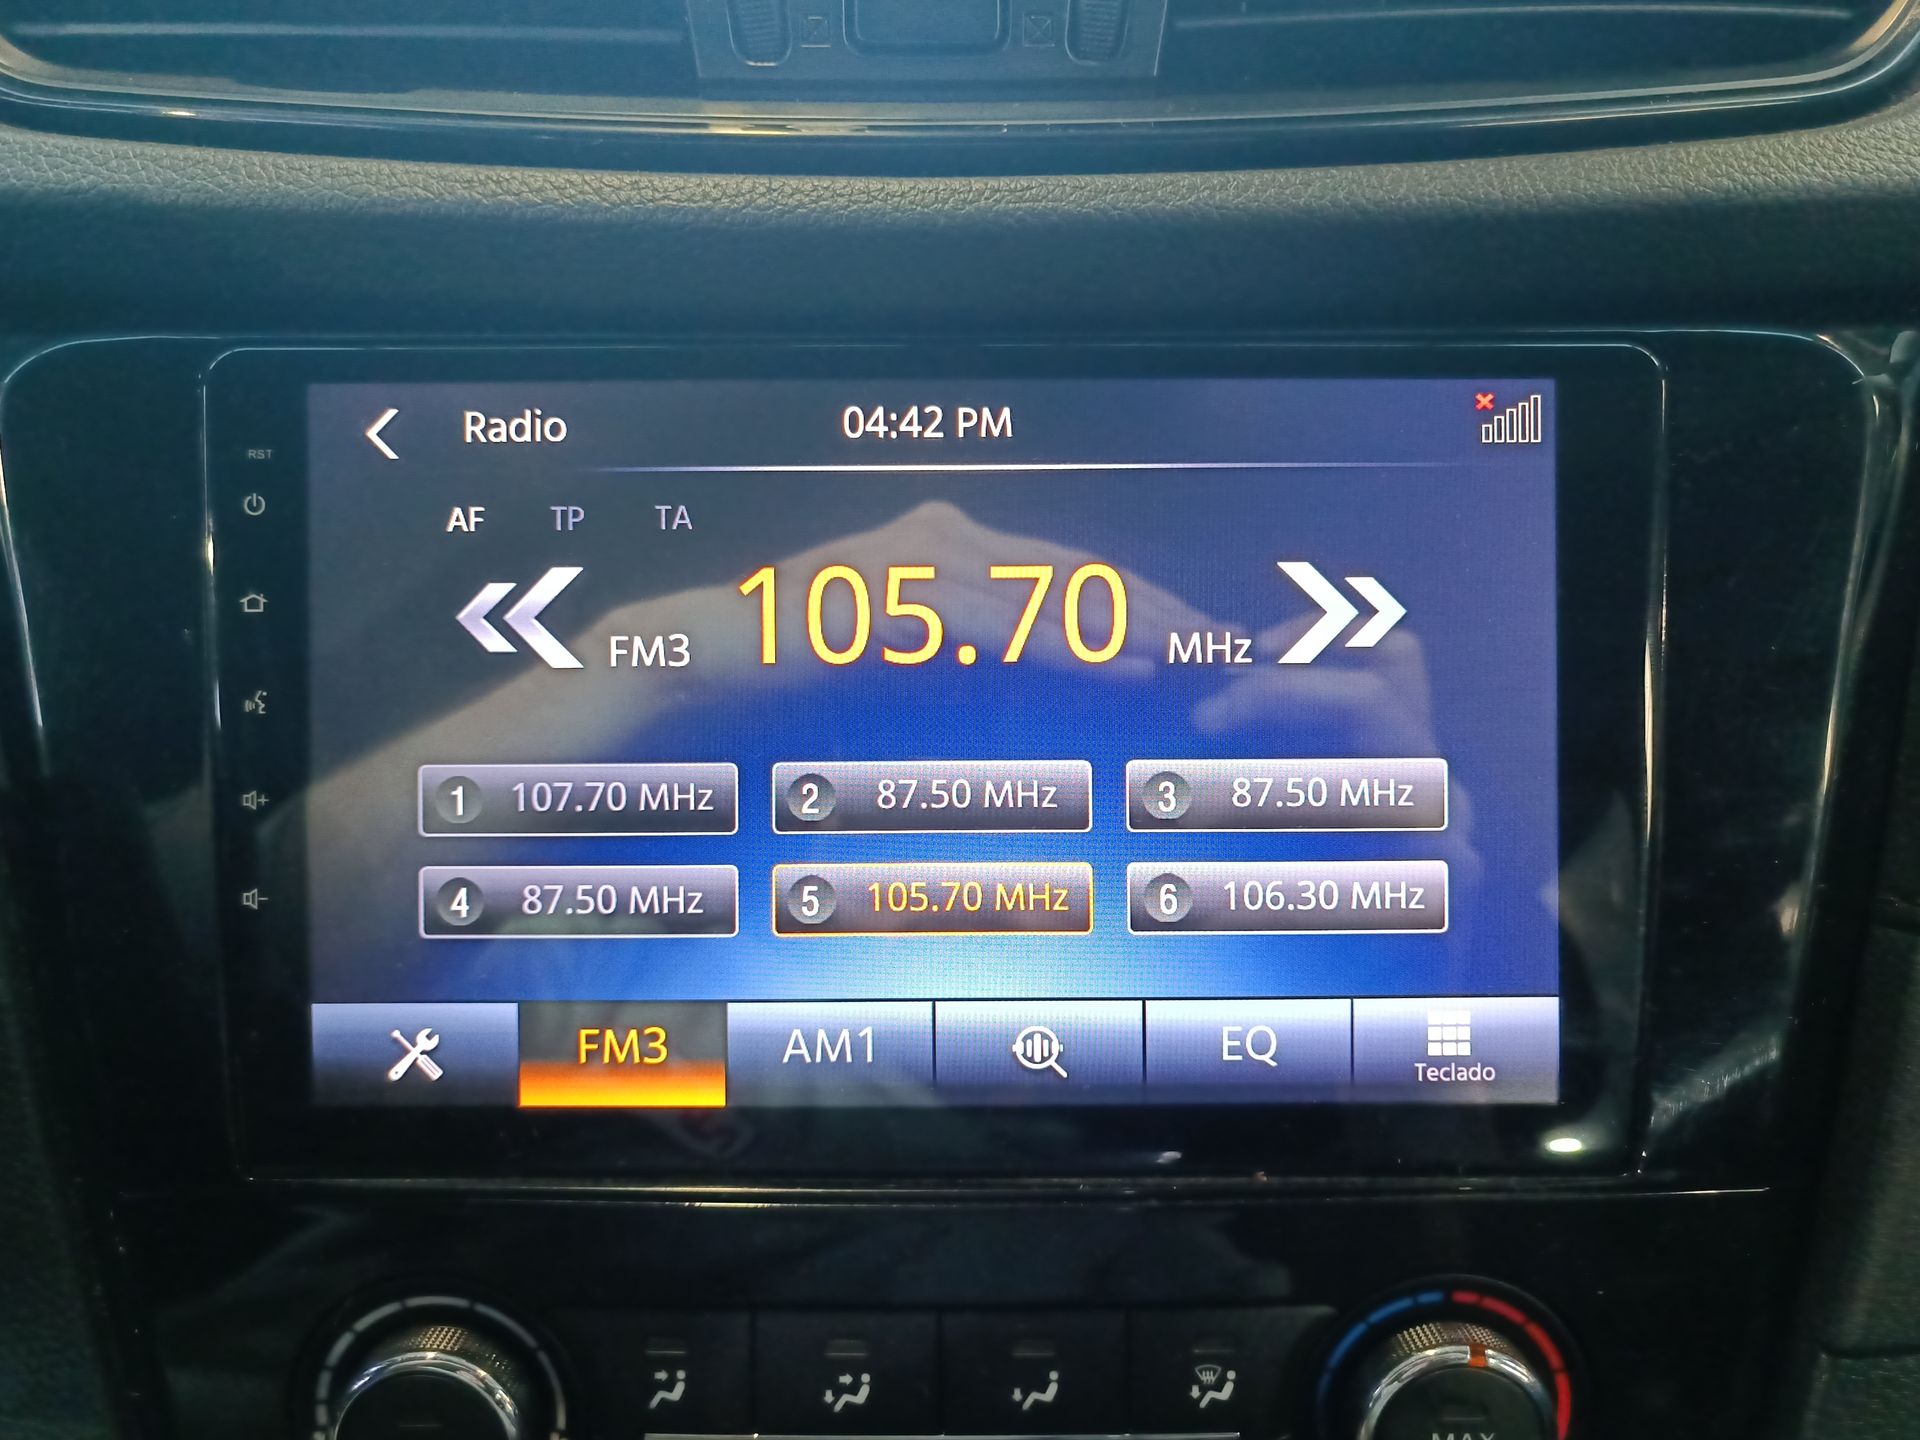 Radio 04:42 PM
RST
AF TP TA
FM3 105.70 MHz
1 107.70 MHz 2 87.50 MHz 3 87.50 MHz
4 87.50 MHz 5 105.70 MHz 6 106.30 MHz
FM3 AM1 EQ Teclado
MAX